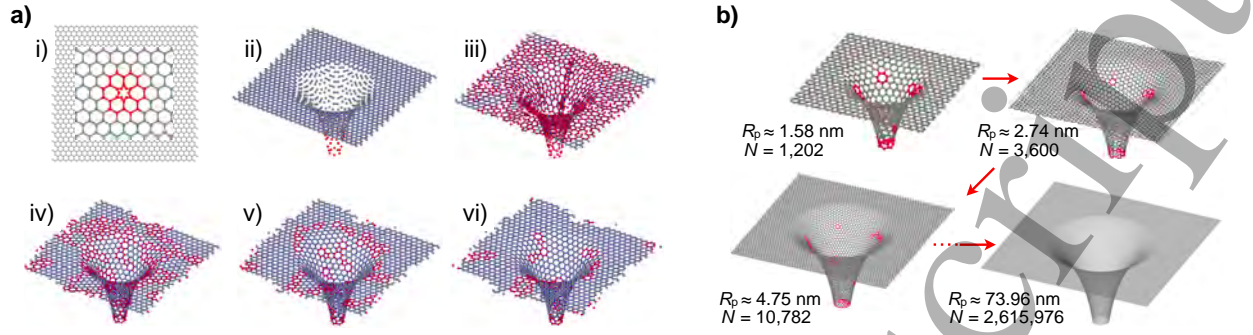 a)
i)
ii)
iii)
iv)
v)
vi)
b)
Rp ≈ 1.58 nm
N = 1,202
Rp ≈ 2.74 nm
N = 3,600
Rp ≈ 4.75 nm
N = 10,782
Rp ≈ 73.96 nm
N = 2,615,976